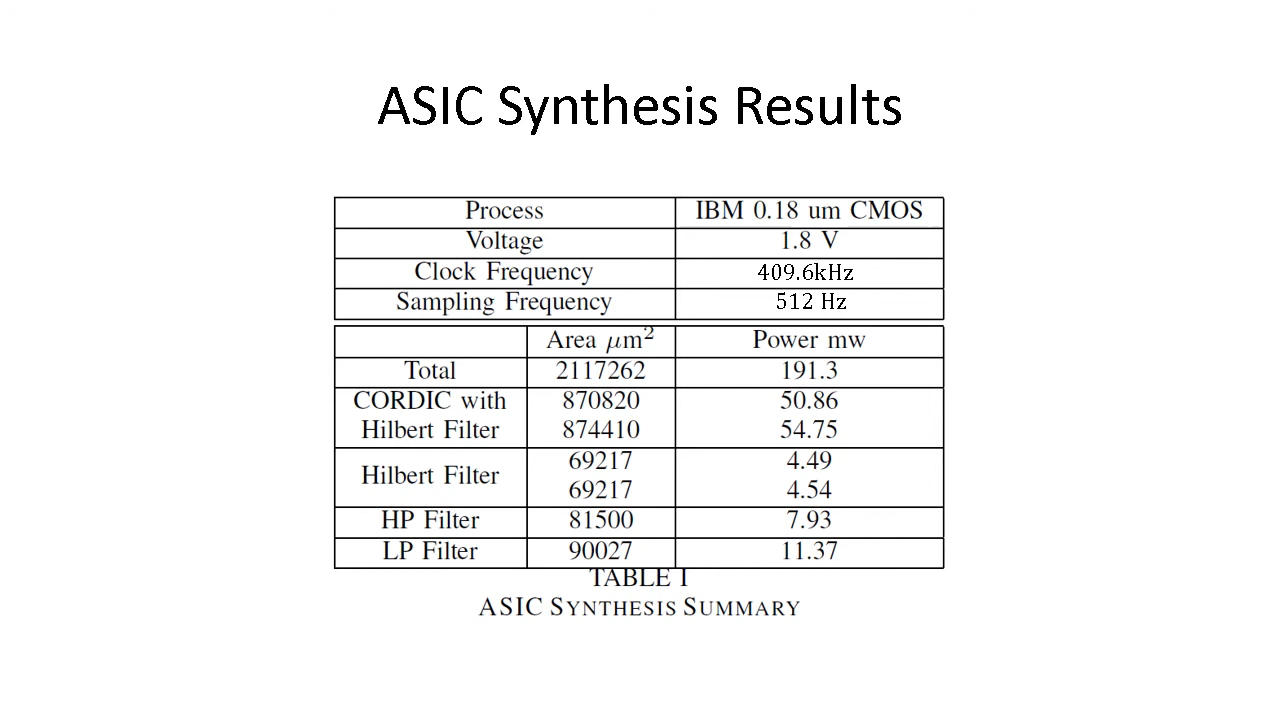 ASIC Synthesis Results
Process IBM 0.18 um CMOS
Voltage 1.8 V
Clock Frequency 409.6kHz
Sampling Frequency 512 Hz
Area μm² Power mw
Total 2117262 191.3
CORDIC with 870820 50.86
Hilbert Filter 874410 54.75
Hilbert Filter 69217 4.49
69217 4.54
HP Filter 81500 7.93
LP Filter 90027 11.37
TABLE I
ASIC SYNTHESIS SUMMARY